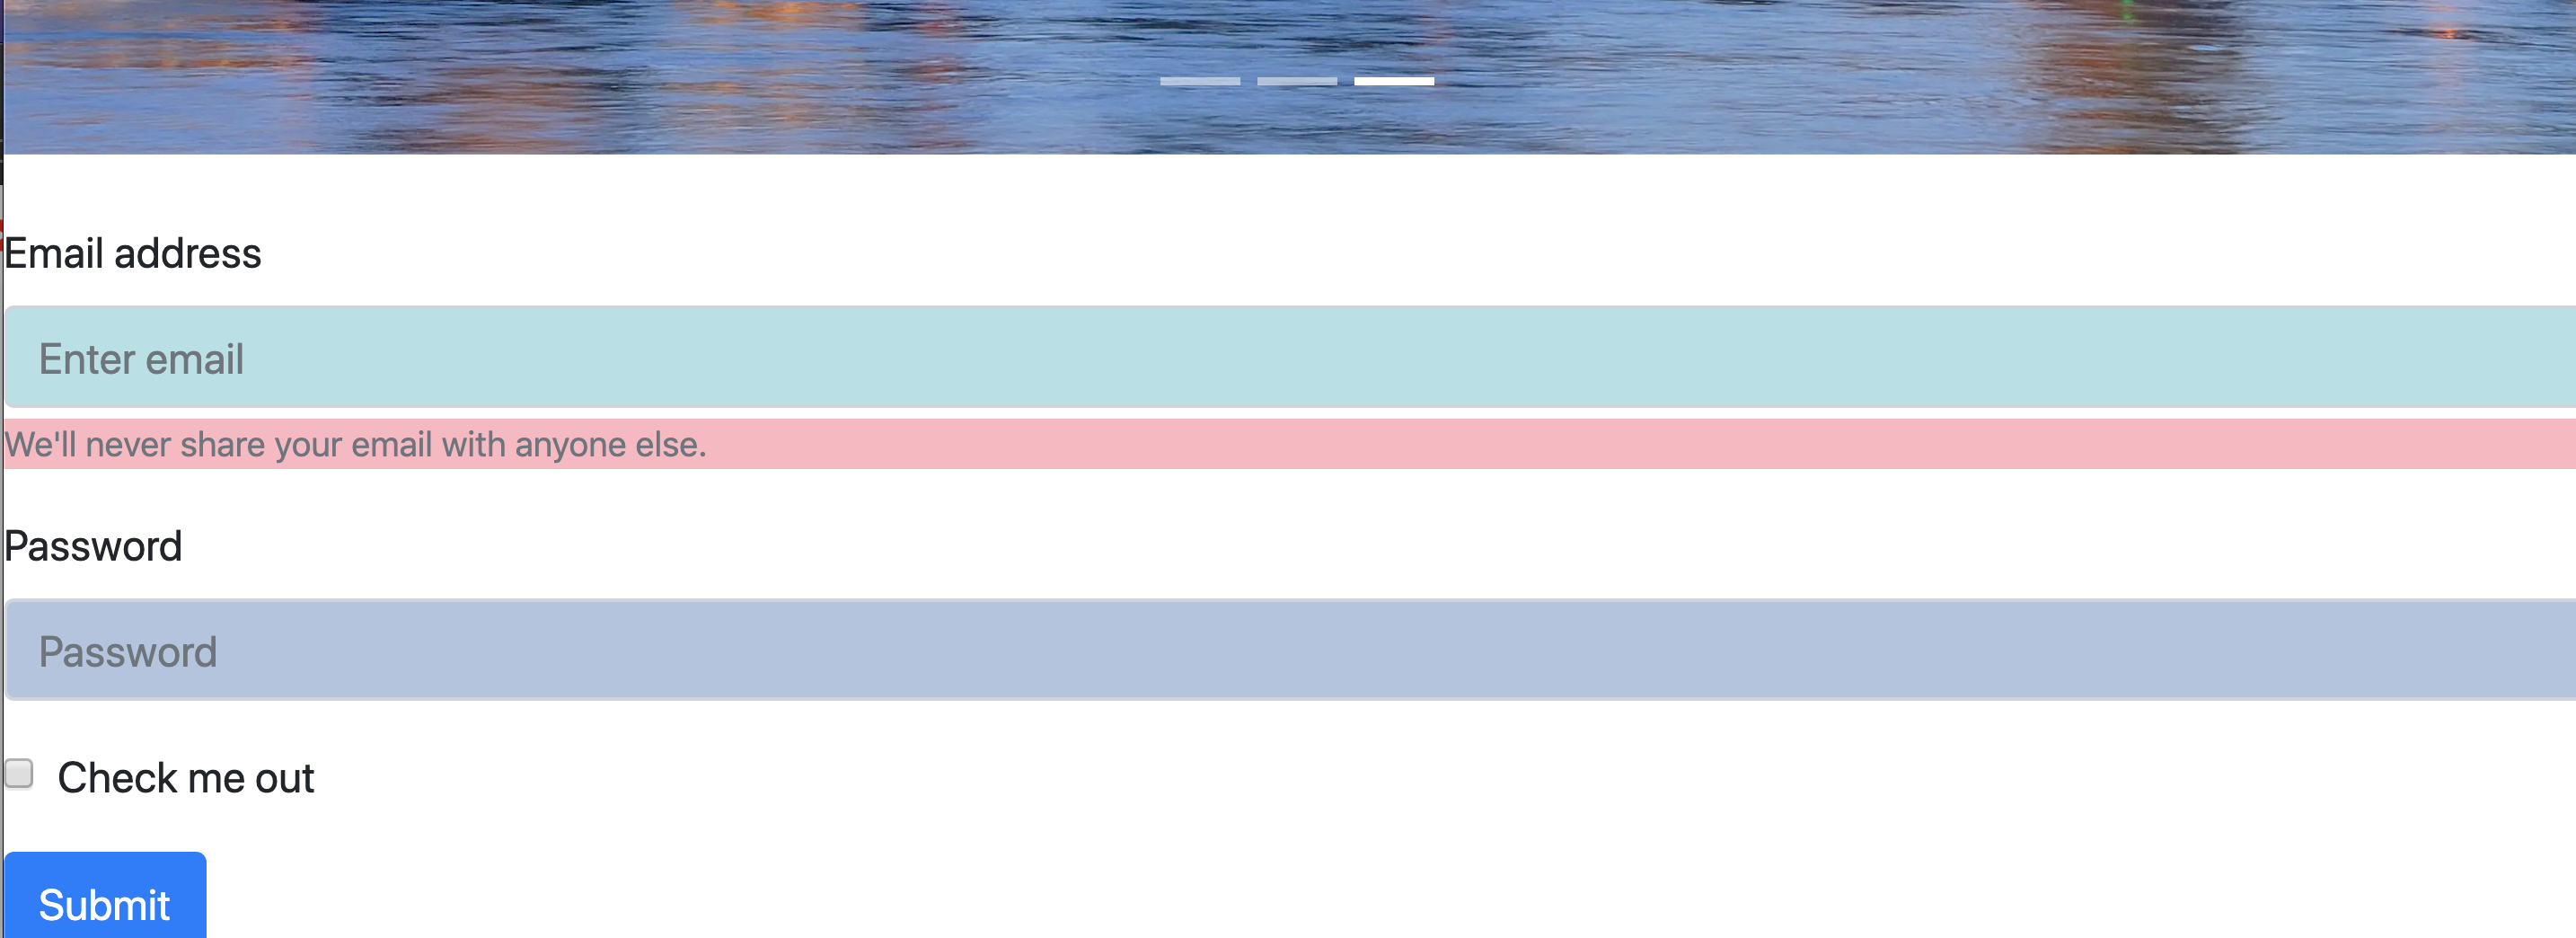 Email address
Enter email
We'll never share your email with anyone else.
Password
Password
Check me out
Submit